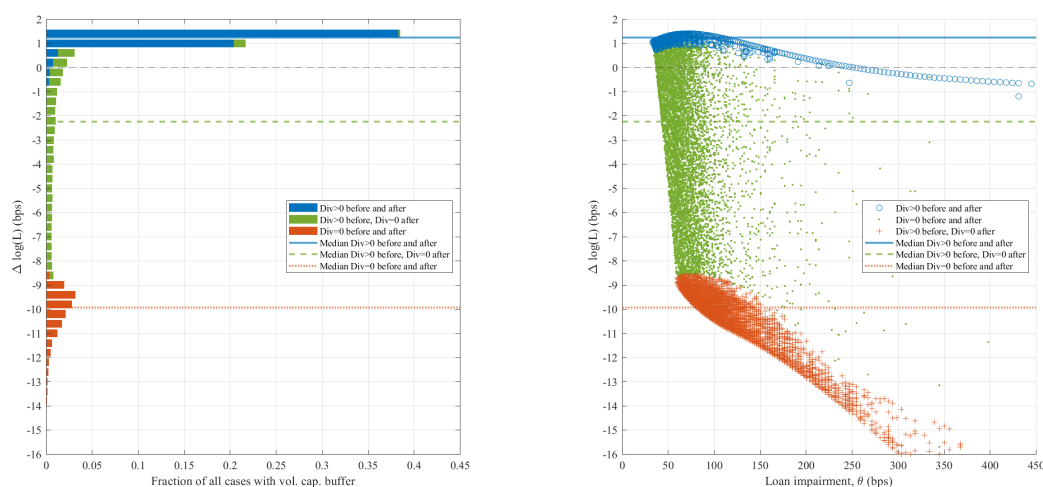 2
1
0
-1
-2
-3
-4
-5
-6
-7
-8
-9
-10
-11
-12
-13
-14
-15
-16
Δ log(L) (bps)
0 0.05 0.1 0.15 0.2 0.25 0.3 0.35 0.4 0.45
Fraction of all cases with vol. cap. buffer
Div>0 before and after
Div>0 before, Div=0 after
Div=0 before and after
Median Div>0 before and after
Median Div>0 before, Div=0 after
Median Div=0 before and after
2
1
0
-1
-2
-3
-4
-5
-6
-7
-8
-9
-10
-11
-12
-13
-14
-15
-16
Δ log(L) (bps)
0 50 100 150 200 250 300 350 400 450
Loan impairment, θ (bps)
Div>0 before and after
Div=0 before and after
Div>0 before, Div=0 after
Median Div>0 before and after
Median Div>0 before, Div=0 after
Median Div=0 before and after